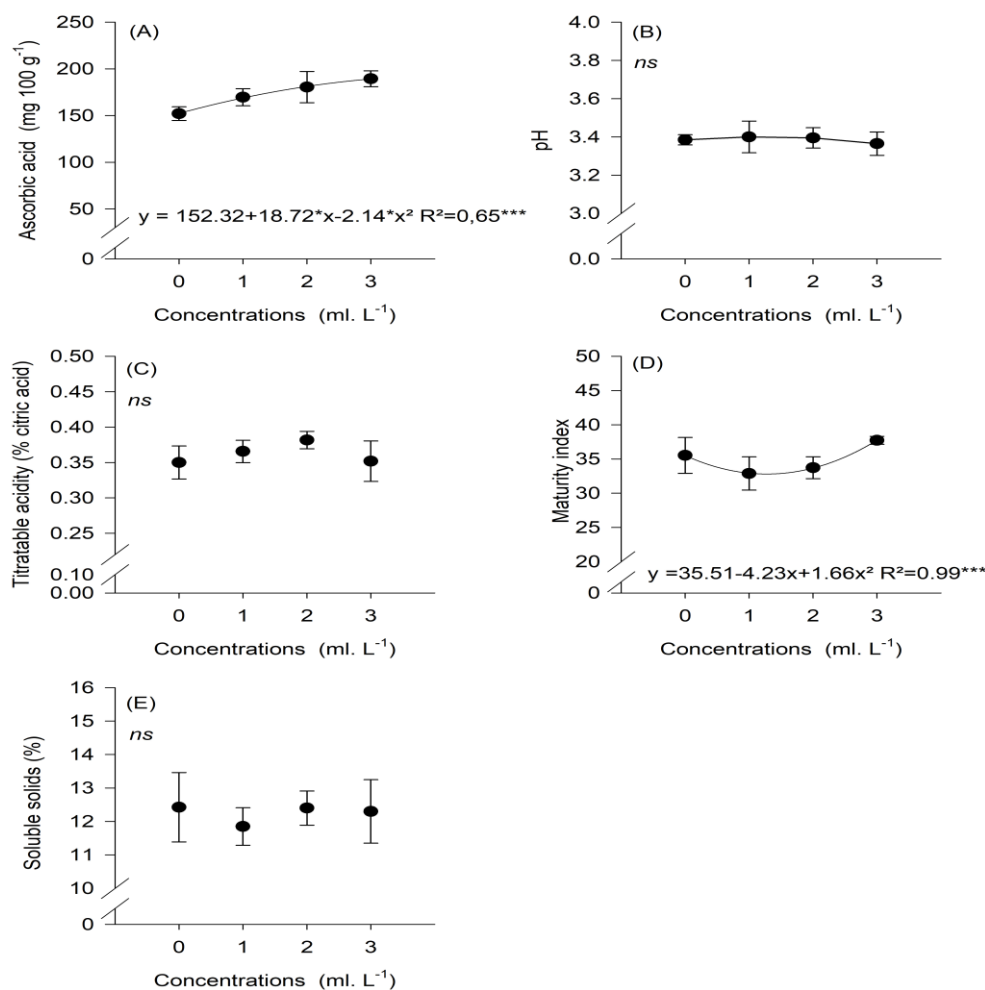 (A)
Ascorbic acid (mg 100 g⁻¹)
250
200
150
100
50
0
y = 152.32+18.72*x-2.14*x² R²=0,65***
0 1 2 3
Concentrations (ml. L⁻¹)
(B)
ns
pH
4.0
3.8
3.6
3.4
3.2
3.0
0.0
0 1 2 3
Concentrations (ml. L⁻¹)
(C)
ns
Titratable acidity (% citric acid)
0.50
0.45
0.40
0.35
0.30
0.25
0.10
0.00
0 1 2 3
Concentrations (ml. L⁻¹)
(D)
Maturity index
50
45
40
35
30
25
20
0
y =35.51-4.23x+1.66x² R²=0.99***
0 1 2 3
Concentrations (ml. L⁻¹)
(E)
ns
Soluble solids (%)
16
15
14
13
12
11
10
0
0 1 2 3
Concentrations (ml. L⁻¹)